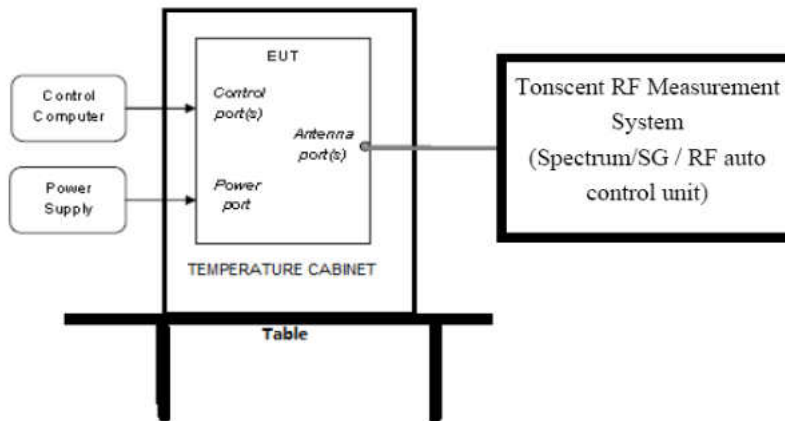 EUT
Control
Computer
Control
port(s)
Antenna
port(s)
Power
Supply
Power
port
TEMPERATURE CABINET
Table
Tonscent RF Measurement
System
(Spectrum/SG / RF auto
control unit)